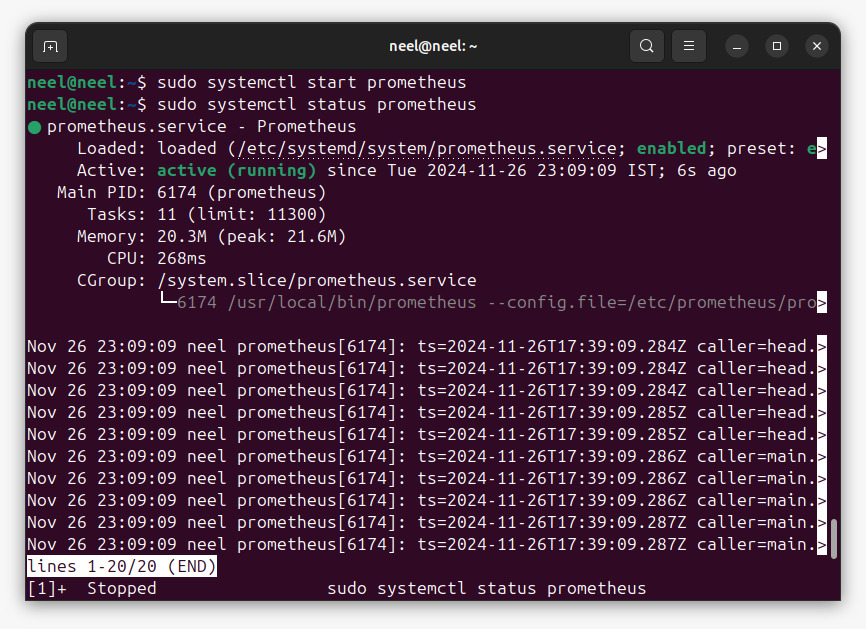 neel@neel: ~
neel@neel:~$ sudo systemctl start prometheus
neel@neel:~$ sudo systemctl status prometheus
● prometheus.service - Prometheus
Loaded: loaded (/etc/systemd/system/prometheus.service; enabled; preset: e>
Active: active (running) since Tue 2024-11-26 23:09:09 IST; 6s ago
Main PID: 6174 (prometheus)
Tasks: 11 (limit: 11300)
Memory: 20.3M (peak: 21.6M)
CPU: 268ms
CGroup: /system.slice/prometheus.service
└─6174 /usr/local/bin/prometheus --config.file=/etc/prometheus/pro>
Nov 26 23:09:09 neel prometheus[6174]: ts=2024-11-26T17:39:09.284Z caller=head.>
Nov 26 23:09:09 neel prometheus[6174]: ts=2024-11-26T17:39:09.284Z caller=head.>
Nov 26 23:09:09 neel prometheus[6174]: ts=2024-11-26T17:39:09.284Z caller=head.>
Nov 26 23:09:09 neel prometheus[6174]: ts=2024-11-26T17:39:09.285Z caller=head.>
Nov 26 23:09:09 neel prometheus[6174]: ts=2024-11-26T17:39:09.285Z caller=head.>
Nov 26 23:09:09 neel prometheus[6174]: ts=2024-11-26T17:39:09.286Z caller=main.>
Nov 26 23:09:09 neel prometheus[6174]: ts=2024-11-26T17:39:09.286Z caller=main.>
Nov 26 23:09:09 neel prometheus[6174]: ts=2024-11-26T17:39:09.286Z caller=main.>
Nov 26 23:09:09 neel prometheus[6174]: ts=2024-11-26T17:39:09.287Z caller=main.>
Nov 26 23:09:09 neel prometheus[6174]: ts=2024-11-26T17:39:09.287Z caller=main.>
lines 1-20/20 (END)
[1]+  Stopped                 sudo systemctl status prometheus